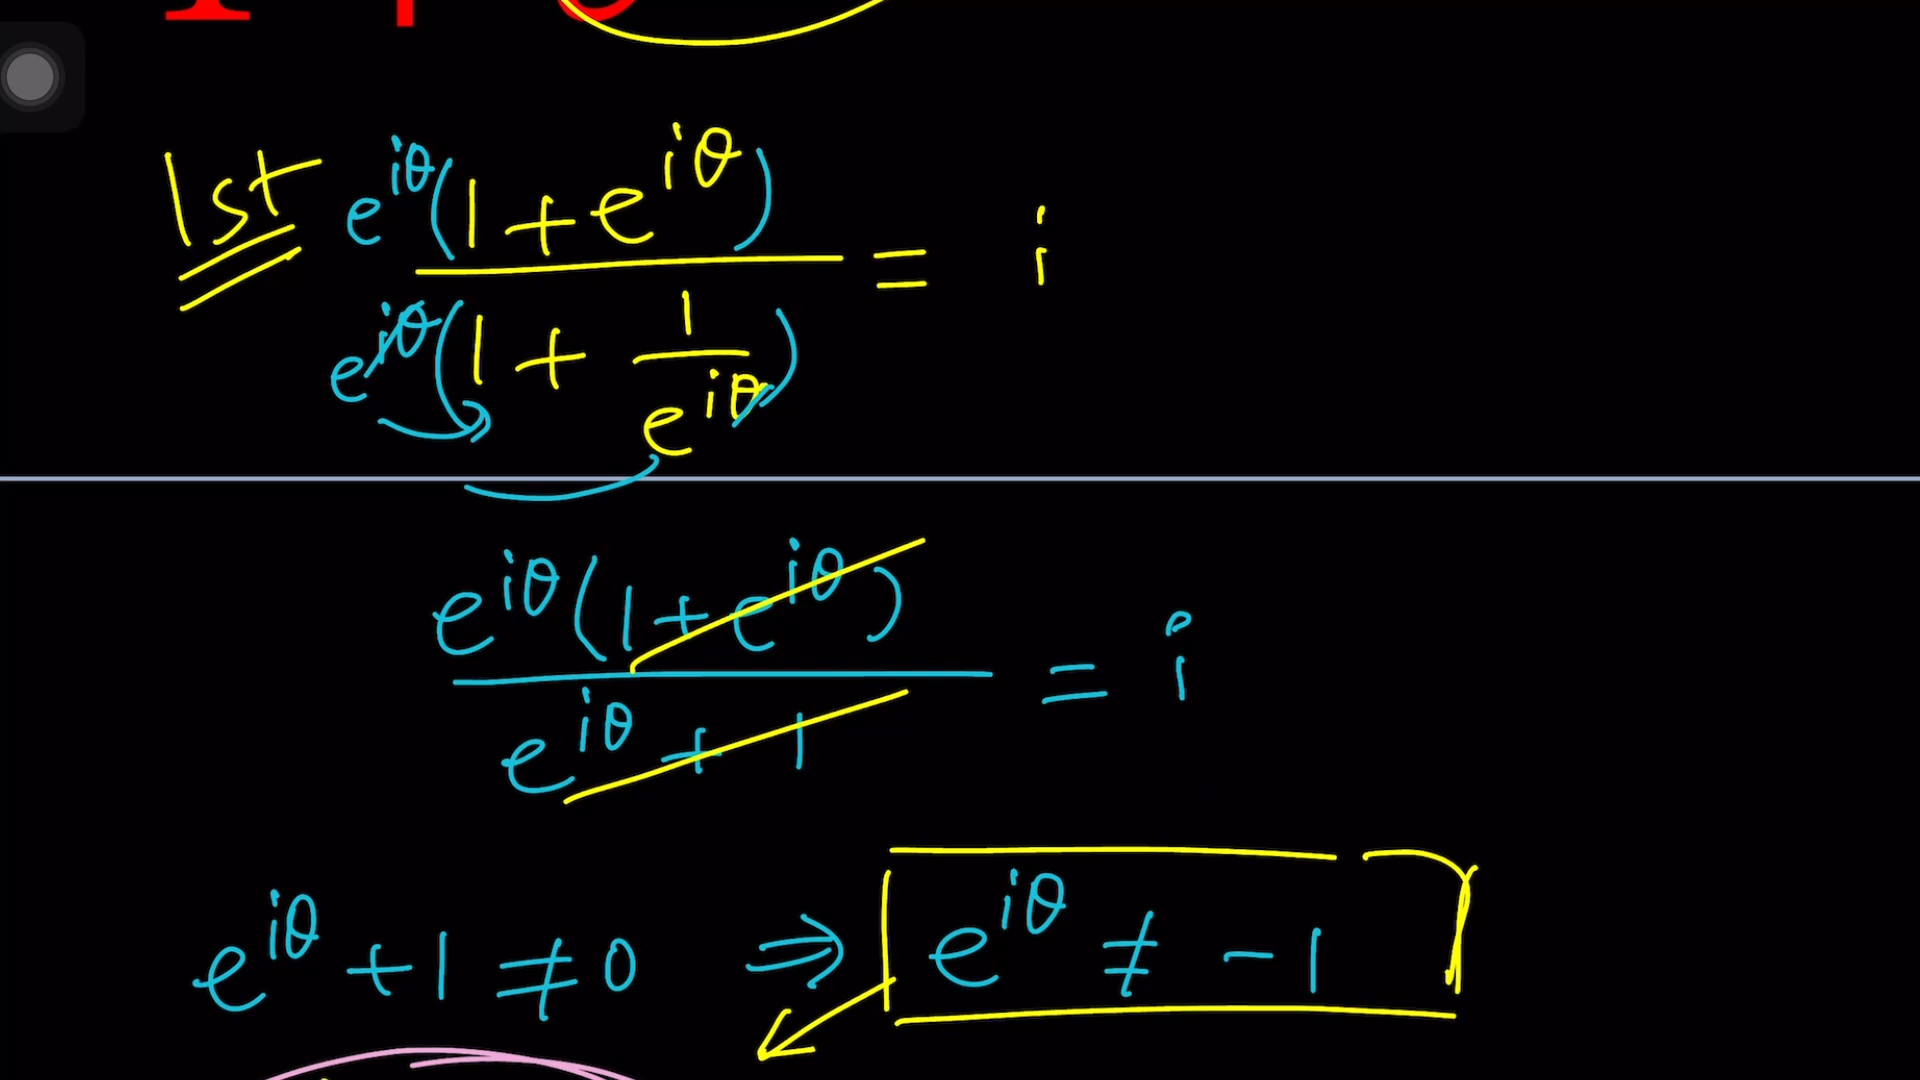 1st e^{iθ}(1 + e^{iθ}) / e^{iθ}(1 + 1/e^{iθ}) = i
e^{iθ}(1 + e^{iθ}) / e^{iθ} + 1 = i
e^{iθ} + 1 ≠ 0 ⇒ e^{iθ} ≠ -1